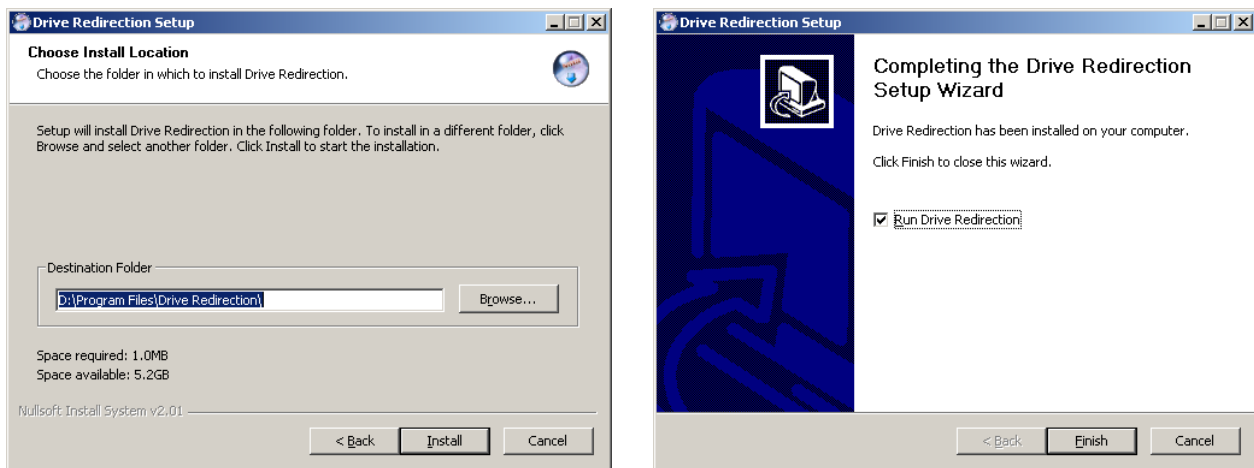 Drive Redirection Setup
Choose Install Location
Choose the folder in which to install Drive Redirection.
Setup will install Drive Redirection in the following folder. To install in a different folder, click
Browse and select another folder. Click Install to start the installation.
Destination Folder
D:\Program Files\Drive Redirection\
Browse...
Space required: 1.0MB
Space available: 5.2GB
Nullsoft Install System v2.01
< Back
Install
Cancel
Drive Redirection Setup
Completing the Drive Redirection
Setup Wizard
Drive Redirection has been installed on your computer.
Click Finish to close this wizard.
Run Drive Redirection
< Back
Finish
Cancel